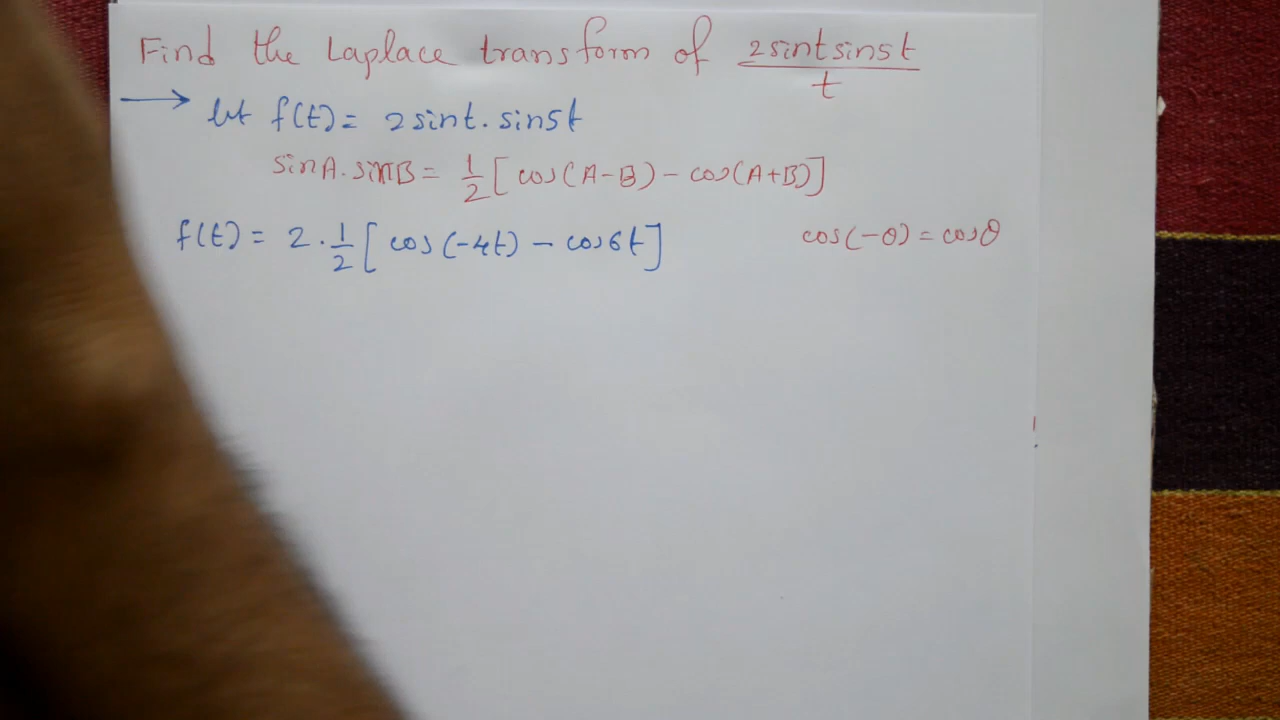 Find the Laplace transform of 2sint sin5t / t
→ let f(t) = 2sint. sin5t
sinA. sinB = 1/2 [cos(A-B) - cos(A+B)]
f(t) = 2 · 1/2 [cos(-4t) - cos6t] cos(-θ) = cosθ